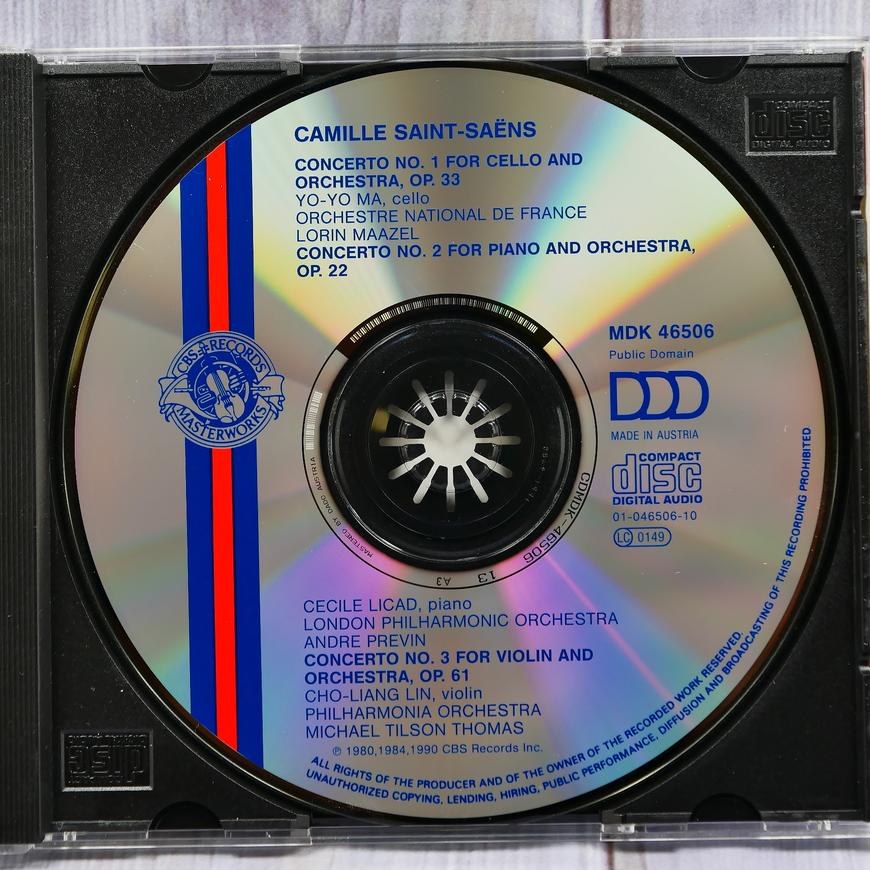 CAMILLE SAINT-SAËNS
CONCERTO NO. 1 FOR CELLO AND
ORCHESTRA, OP. 33
YO-YO MA, cello
ORCHESTRE NATIONAL DE FRANCE
LORIN MAAZEL
CONCERTO NO. 2 FOR PIANO AND ORCHESTRA,
OP. 22
COMPACT
disc
DIGITAL AUDIO
CBS RECORDS
MASTERWORKS
MDK 46506
Public Domain
DDD
MADE IN AUSTRIA
COMPACT
disc
DIGITAL AUDIO
01-046506-10
LC 0149
MASTERED BY DADC AUSTRIA
CDMDK-46506 13 A3
CECILE LICAD, piano
LONDON PHILHARMONIC ORCHESTRA
ANDRE PREVIN
CONCERTO NO. 3 FOR VIOLIN AND
ORCHESTRA, OP. 61
CHO-LIANG LIN, violin
PHILHARMONIA ORCHESTRA
MICHAEL TILSON THOMAS
℗ 1980,1984,1990 CBS Records Inc.
ALL RIGHTS OF THE PRODUCER AND OF THE OWNER OF THE RECORDED WORK RESERVED.
UNAUTHORIZED COPYING, LENDING, HIRING, PUBLIC PERFORMANCE, DIFFUSION AND BROADCASTING OF THIS RECORDING PROHIBITED.
disc